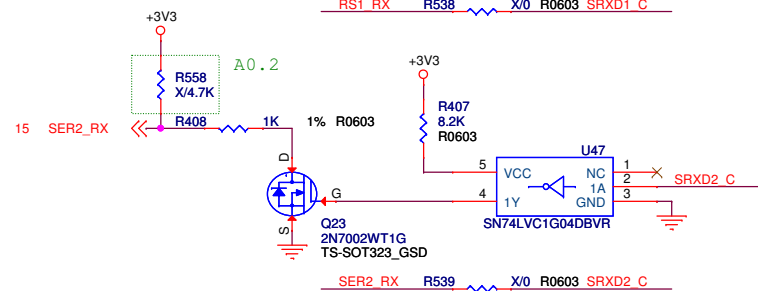 RS1_RX R538 X/0 R0603 SRXD1_C
+3V3
A0.2
R558
X/4.7K
+3V3
R407
8.2K
R0603
15 SER2_RX R408 1K 1% R0603
U47
D
5 VCC NC 1
1A 2 SRXD2_C
G 4 1Y GND 3
SN74LVC1G04DBVR
S
Q23
2N7002WT1G
TS-SOT323_GSD
SER2_RX R539 X/0 R0603 SRXD2_C